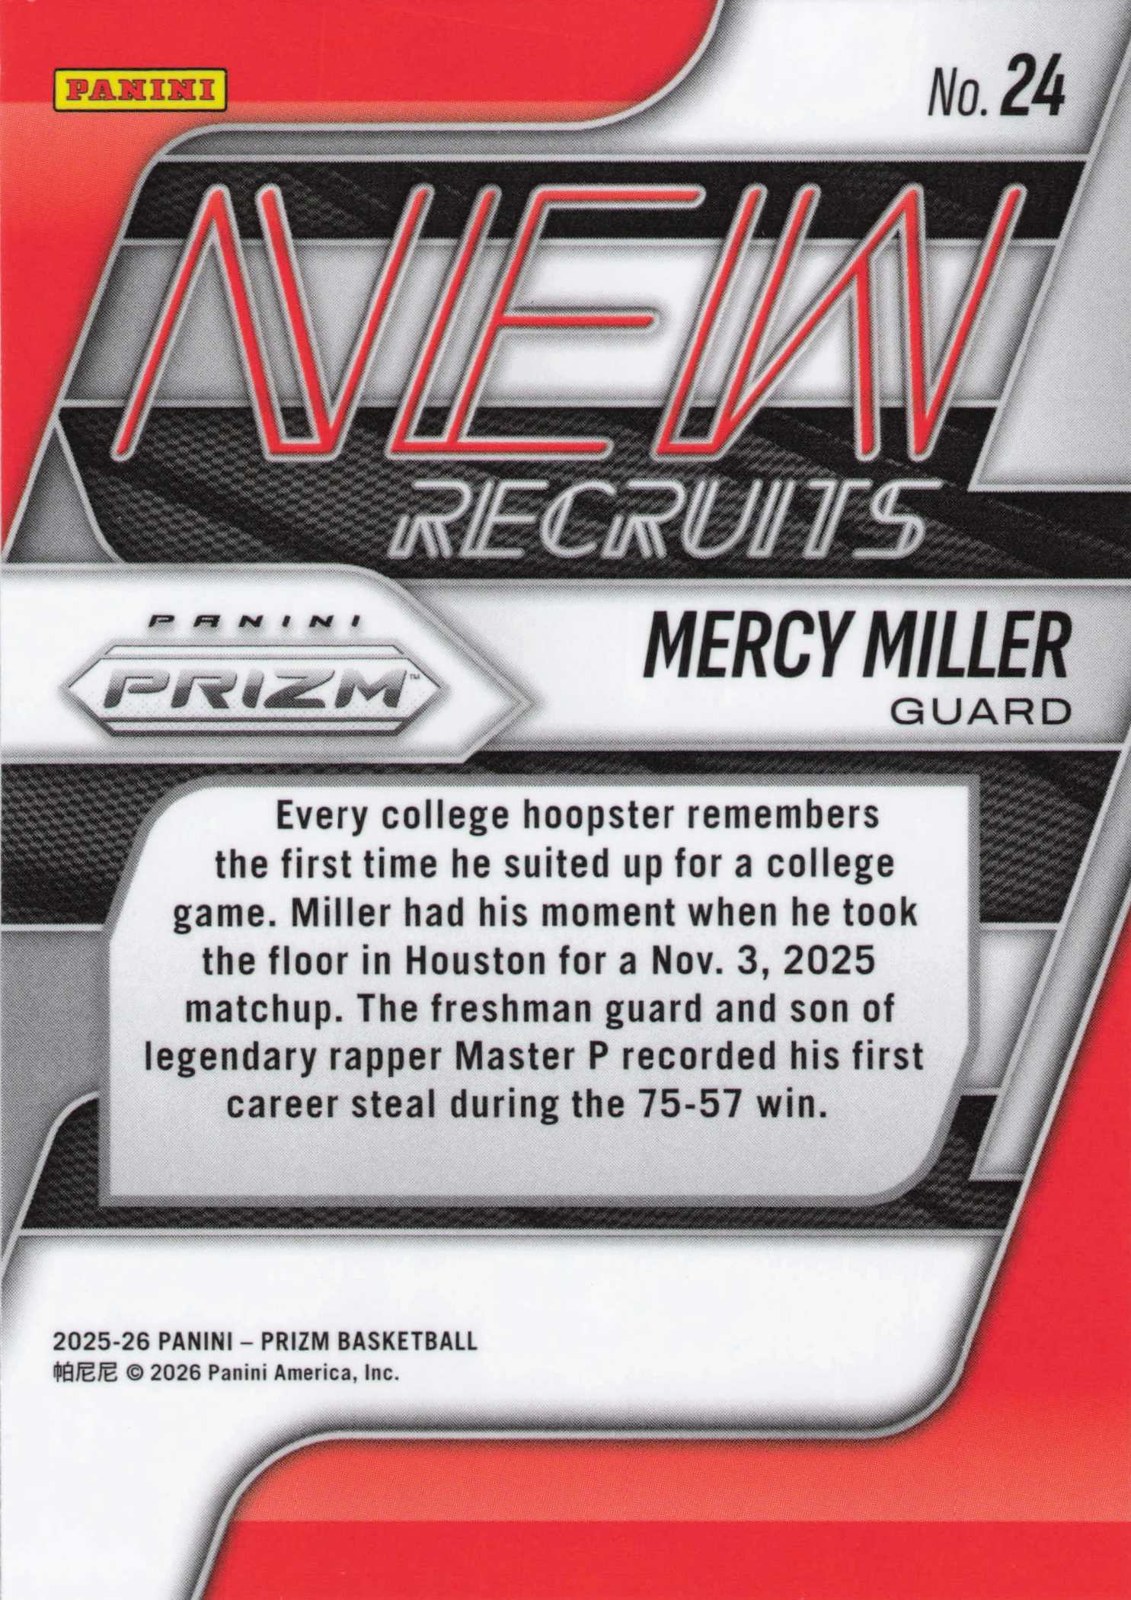 PANINI
No. 24
NEW
RECRUITS
PANINI
PRIZM™
MERCY MILLER
GUARD
Every college hoopster remembers
the first time he suited up for a college
game. Miller had his moment when he took
the floor in Houston for a Nov. 3, 2025
matchup. The freshman guard and son of
legendary rapper Master P recorded his first
career steal during the 75-57 win.
2025-26 PANINI – PRIZM BASKETBALL
帕尼尼 © 2026 Panini America, Inc.